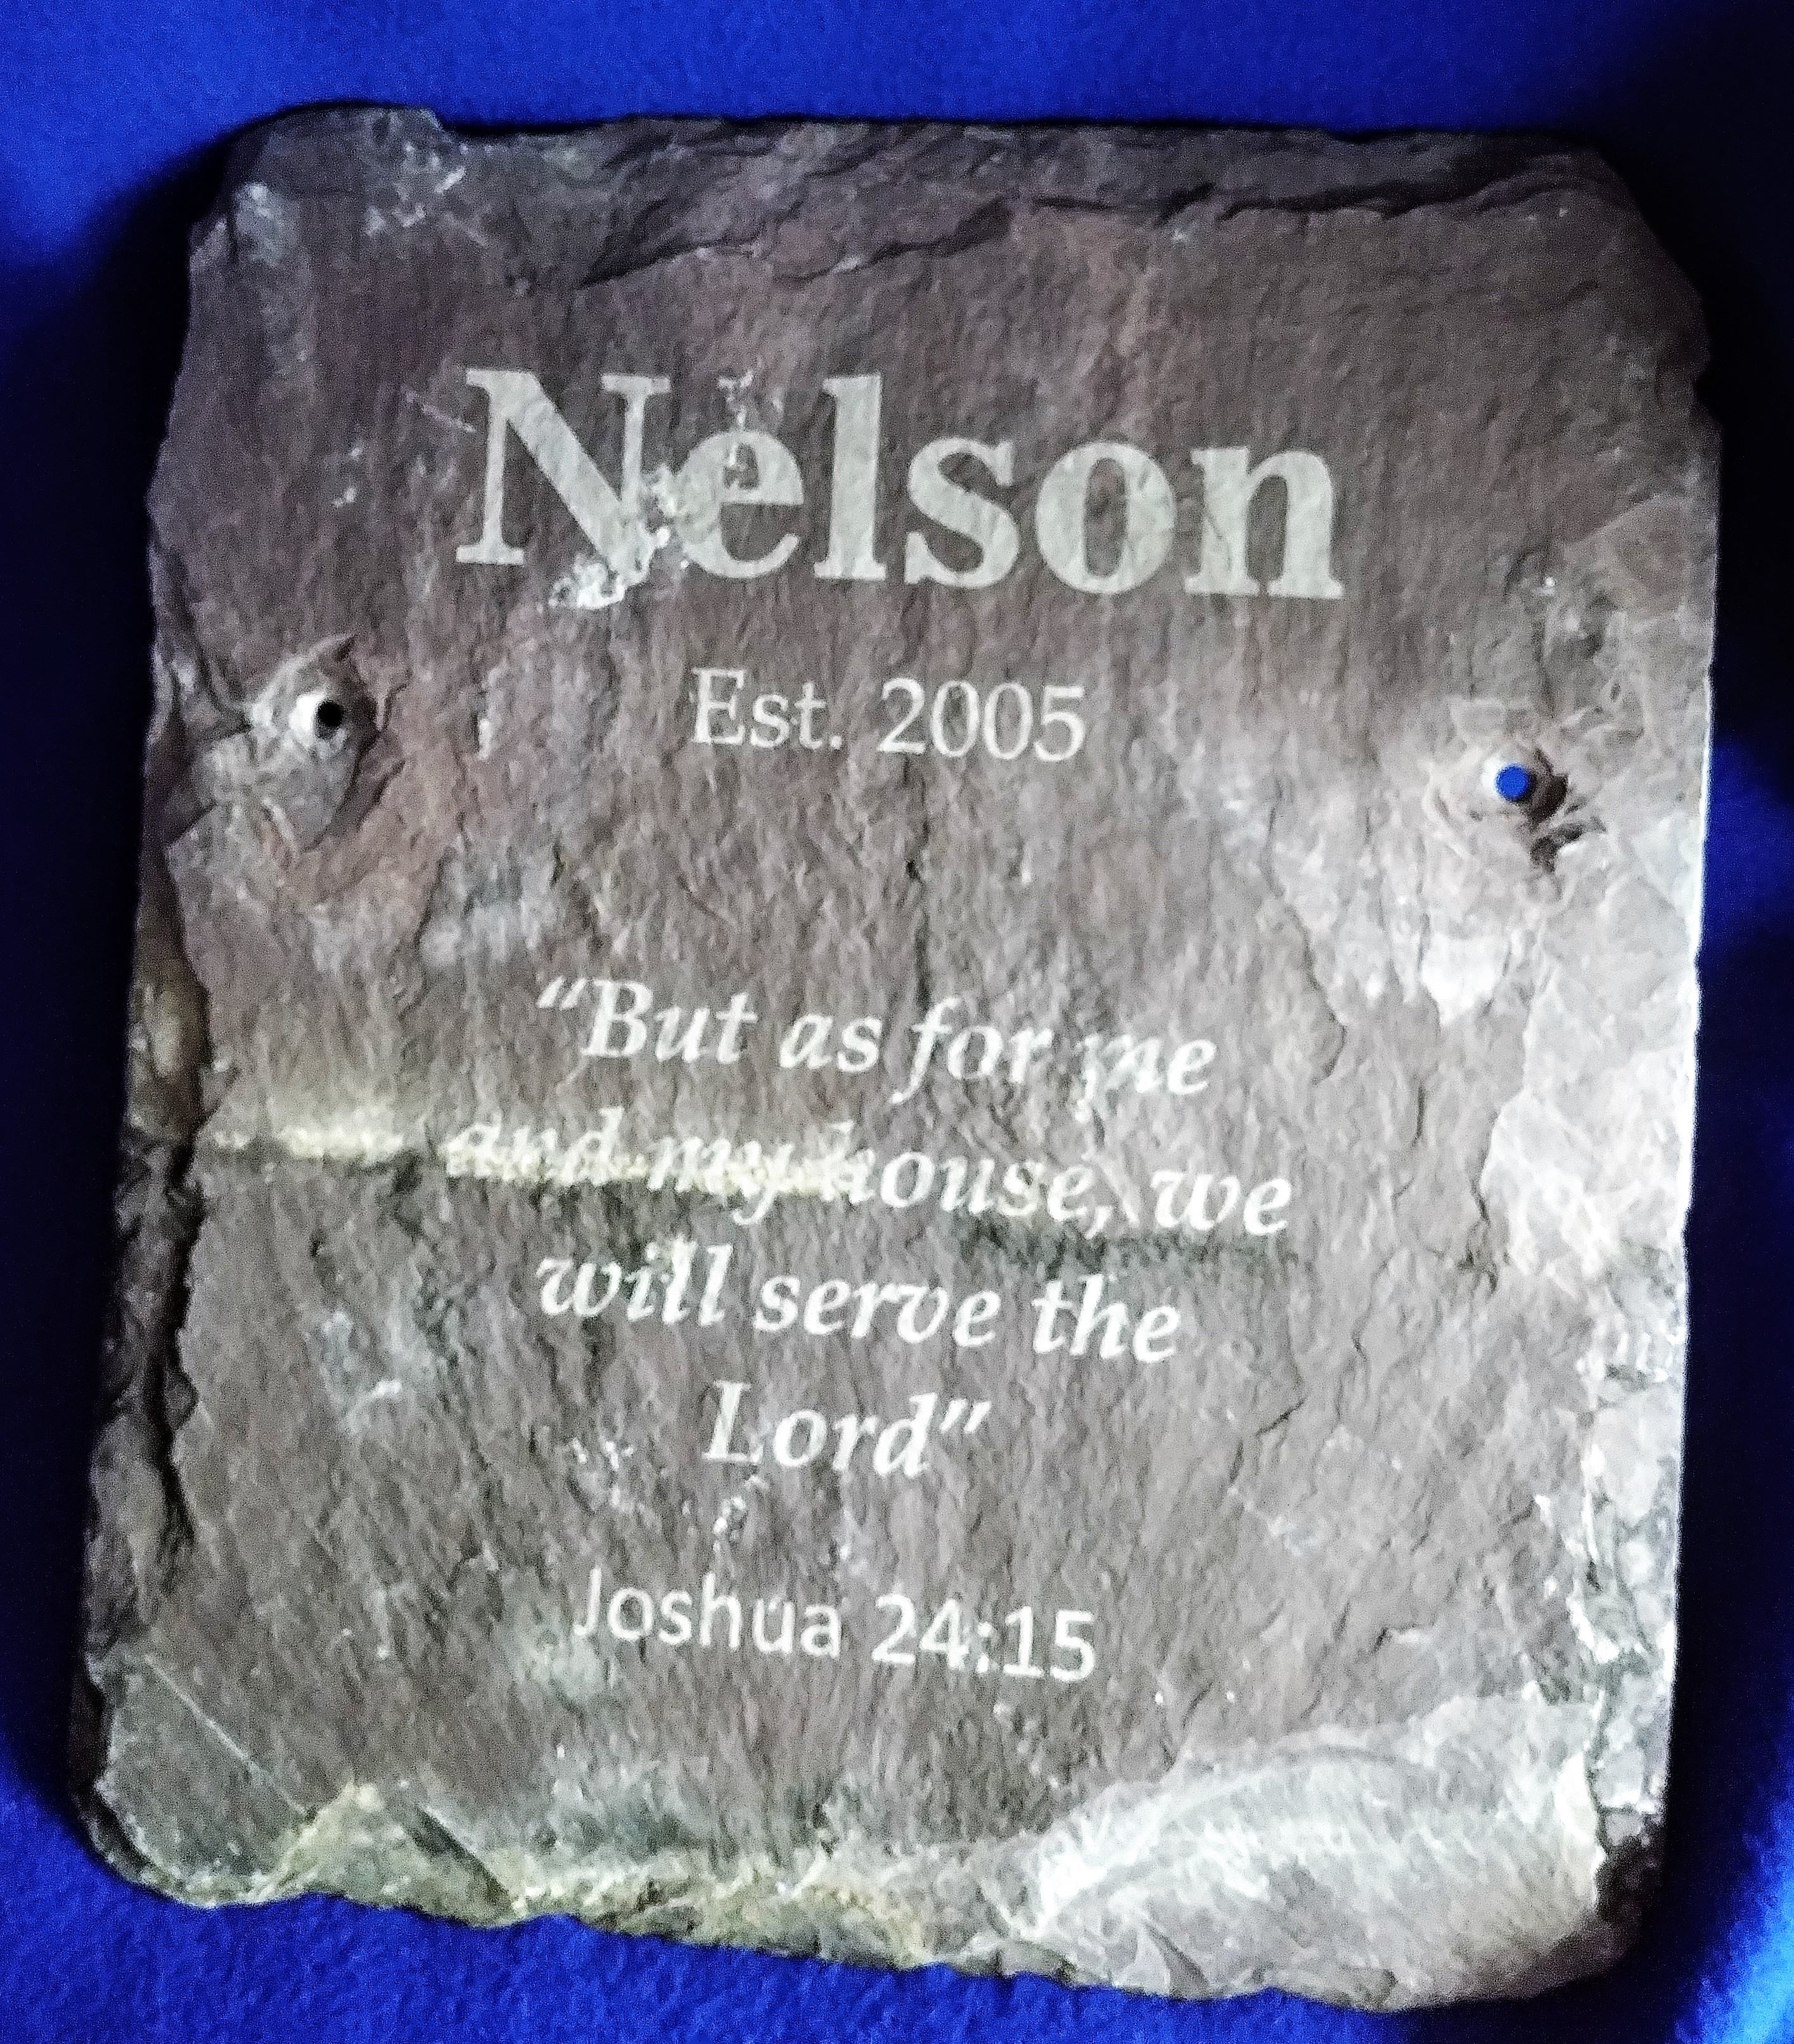 Nelson
Est. 2005
“But as for me
and my house, we
will serve the
Lord”
Joshua 24:15